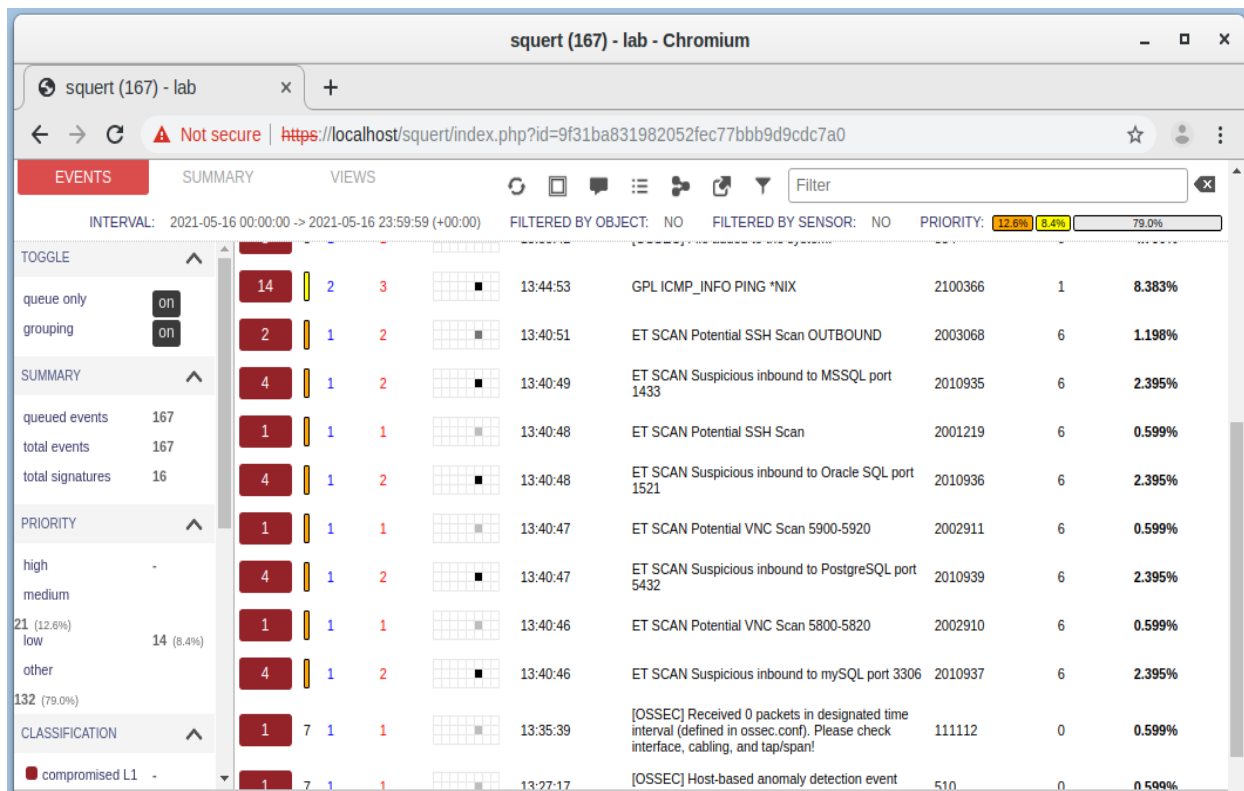 squert (167) - lab - Chromium
squert (167) - lab
Not secure | https://localhost/squert/index.php?id=9f31ba831982052fec77bbb9d9cdc7a0
EVENTS SUMMARY VIEWS Filter
INTERVAL: 2021-05-16 00:00:00 -> 2021-05-16 23:59:59 (+00:00) FILTERED BY OBJECT: NO FILTERED BY SENSOR: NO PRIORITY: 12.6% 8.4% 79.0%
TOGGLE
queue only on
grouping on
SUMMARY
queued events 167
total events 167
total signatures 16
PRIORITY
high -
medium
21 (12.6%)
low 14 (8.4%)
other
132 (79.0%)
CLASSIFICATION
compromised L1 -
14 2 3 13:44:53 GPL ICMP_INFO PING *NIX 2100366 1 8.383%
2 1 2 13:40:51 ET SCAN Potential SSH Scan OUTBOUND 2003068 6 1.198%
4 1 2 13:40:49 ET SCAN Suspicious inbound to MSSQL port 2010935 6 2.395%
1433
1 1 1 13:40:48 ET SCAN Potential SSH Scan 2001219 6 0.599%
4 1 2 13:40:48 ET SCAN Suspicious inbound to Oracle SQL port 2010936 6 2.395%
1521
1 1 1 13:40:47 ET SCAN Potential VNC Scan 5900-5920 2002911 6 0.599%
4 1 2 13:40:47 ET SCAN Suspicious inbound to PostgreSQL port 2010939 6 2.395%
5432
1 1 1 13:40:46 ET SCAN Potential VNC Scan 5800-5820 2002910 6 0.599%
4 1 2 13:40:46 ET SCAN Suspicious inbound to mySQL port 3306 2010937 6 2.395%
[OSSEC] Received 0 packets in designated time
1 7 1 1 13:35:39 interval (defined in ossec.conf). Please check 111112 0 0.599%
interface, cabling, and tap/span!
[OSSEC] Host-based anomaly detection event
1 7 1 1 13:27:17 510 0 0.599%